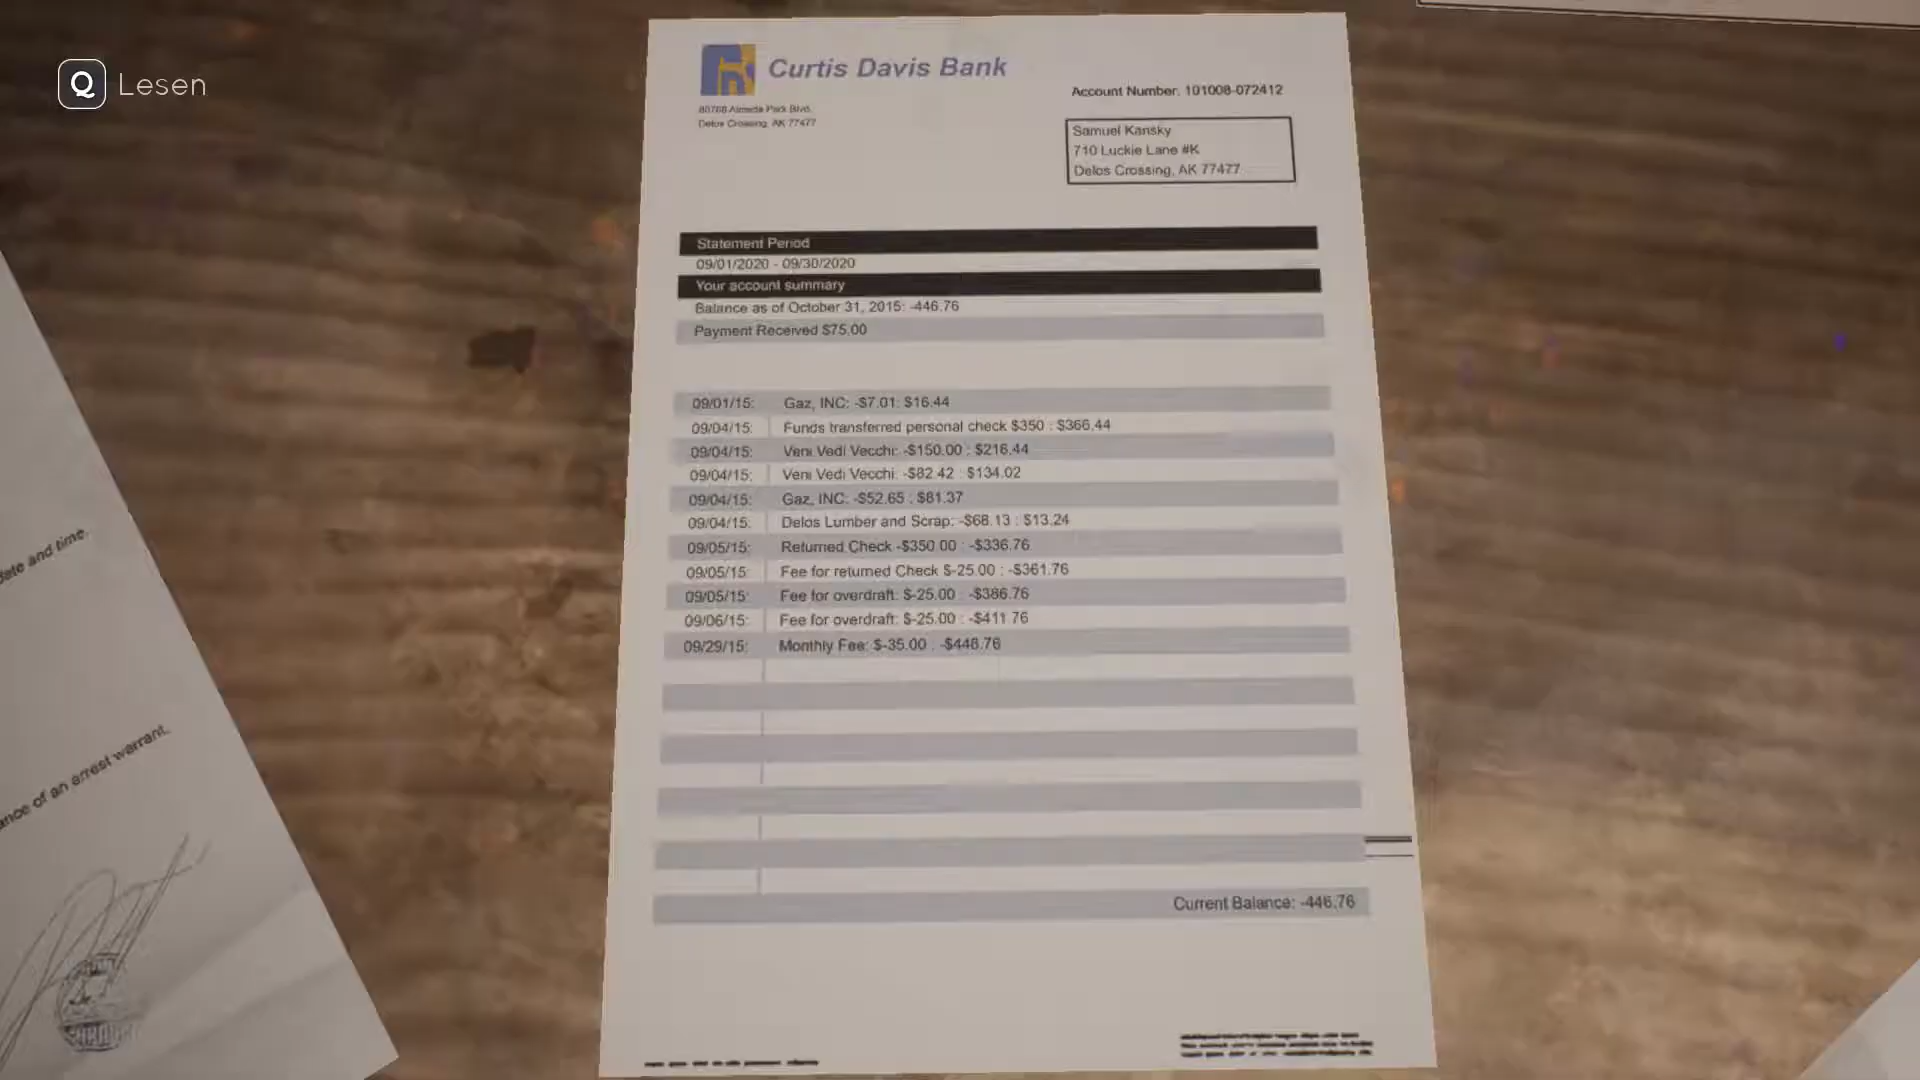 Q Lesen
Curtis Davis Bank
80768 Almeda Park Blvd.
Delos Crossing, AK 77477
Account Number. 101008-072412
Samuel Kansky
710 Luckie Lane #K
Delos Crossing, AK 77477
Statement Period
09/01/2020 - 09/30/2020
Your account summary
Balance as of October 31, 2015: -446.76
Payment Received $75.00
09/01/15: Gaz, INC: -$7.01: $16.44
09/04/15: Funds transferred personal check $350 : $366.44
09/04/15: Veni Vedi Vecchi: -$150.00 : $216.44
09/04/15: Veni Vedi Vecchi: -$82.42 : $134.02
09/04/15: Gaz, INC: -$52.65 : $81.37
09/04/15: Delos Lumber and Scrap: -$68.13 : $13.24
09/05/15: Returned Check -$350.00 : -$336.76
09/05/15: Fee for returned Check $-25.00 : -$361.76
09/05/15: Fee for overdraft: $-25.00 : -$386.76
09/06/15: Fee for overdraft: $-25.00 : -$411.76
09/29/15: Monthly Fee: $-35.00 : -$446.76
Current Balance: -446.76
date and time.
ance of an arrest warrant.